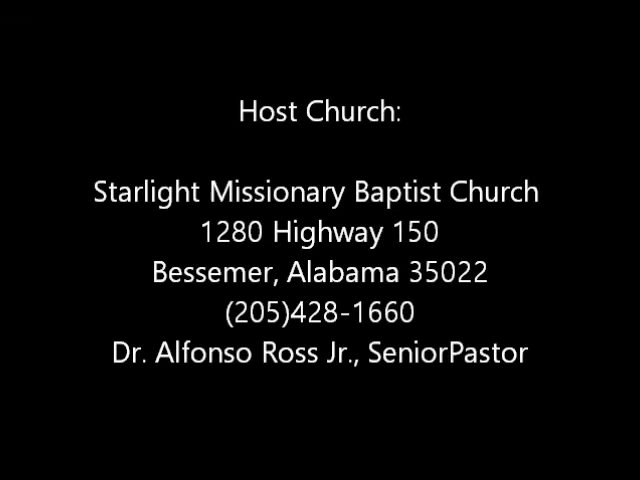 Host Church:
Starlight Missionary Baptist Church
1280 Highway 150
Bessemer, Alabama 35022
(205)428-1660
Dr. Alfonso Ross Jr., SeniorPastor